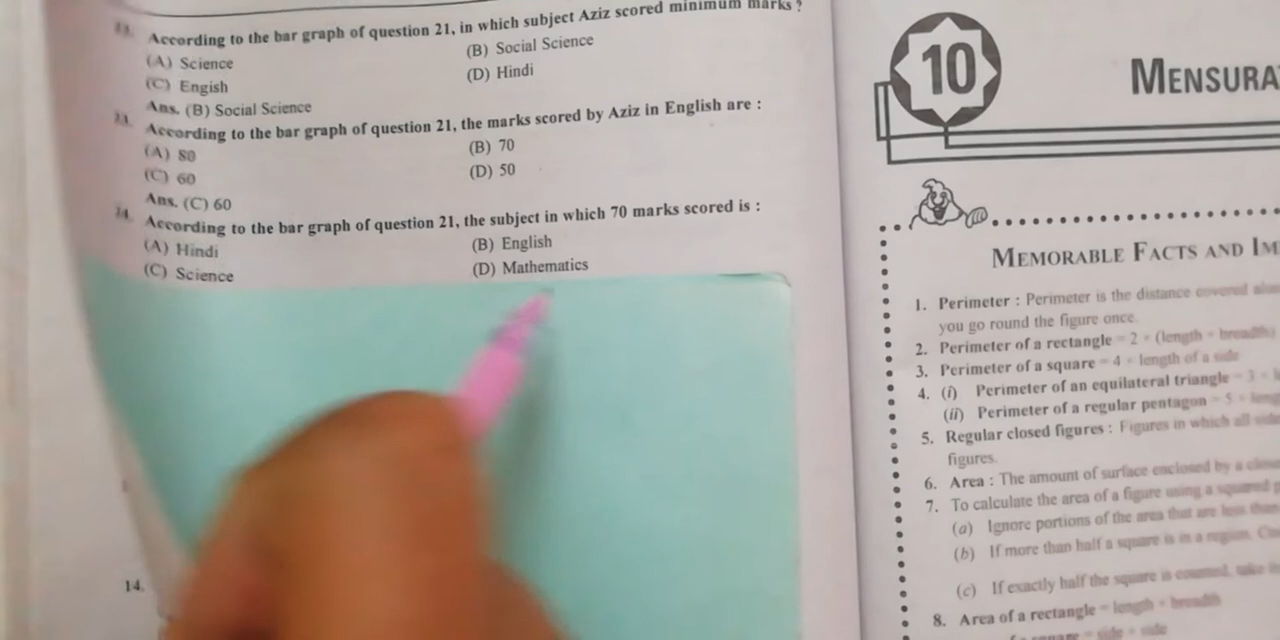 According to the bar graph of question 21, in which subject Aziz scored minimum marks ?
(A) Science
(B) Social Science
(C) Engish
(D) Hindi
Ans. (B) Social Science
According to the bar graph of question 21, the marks scored by Aziz in English are :
(A) 80
(B) 70
(C) 60
(D) 50
Ans. (C) 60
24. According to the bar graph of question 21, the subject in which 70 marks scored is :
(A) Hindi
(B) English
(C) Science
(D) Mathematics
14.
10
MENSURA
MEMORABLE FACTS AND IM
1. Perimeter : Perimeter is the distance covered
you go round the figure once.
2. Perimeter of a rectangle = 2 × (length + breadth)
3. Perimeter of a square = 4 × length of a side
4. (i) Perimeter of an equilateral triangle = 3 ×
(ii) Perimeter of a regular pentagon = 5 ×
5. Regular closed figures : Figures in which all
figures.
6. Area : The amount of surface enclosed by a
7. To calculate the area of a figure using a squared
(a) Ignore portions of the area that are less than
(b) If more than half a square is in a region.
(c) If exactly half the square is counted, take
8. Area of a rectangle = length × breadth
= side × side